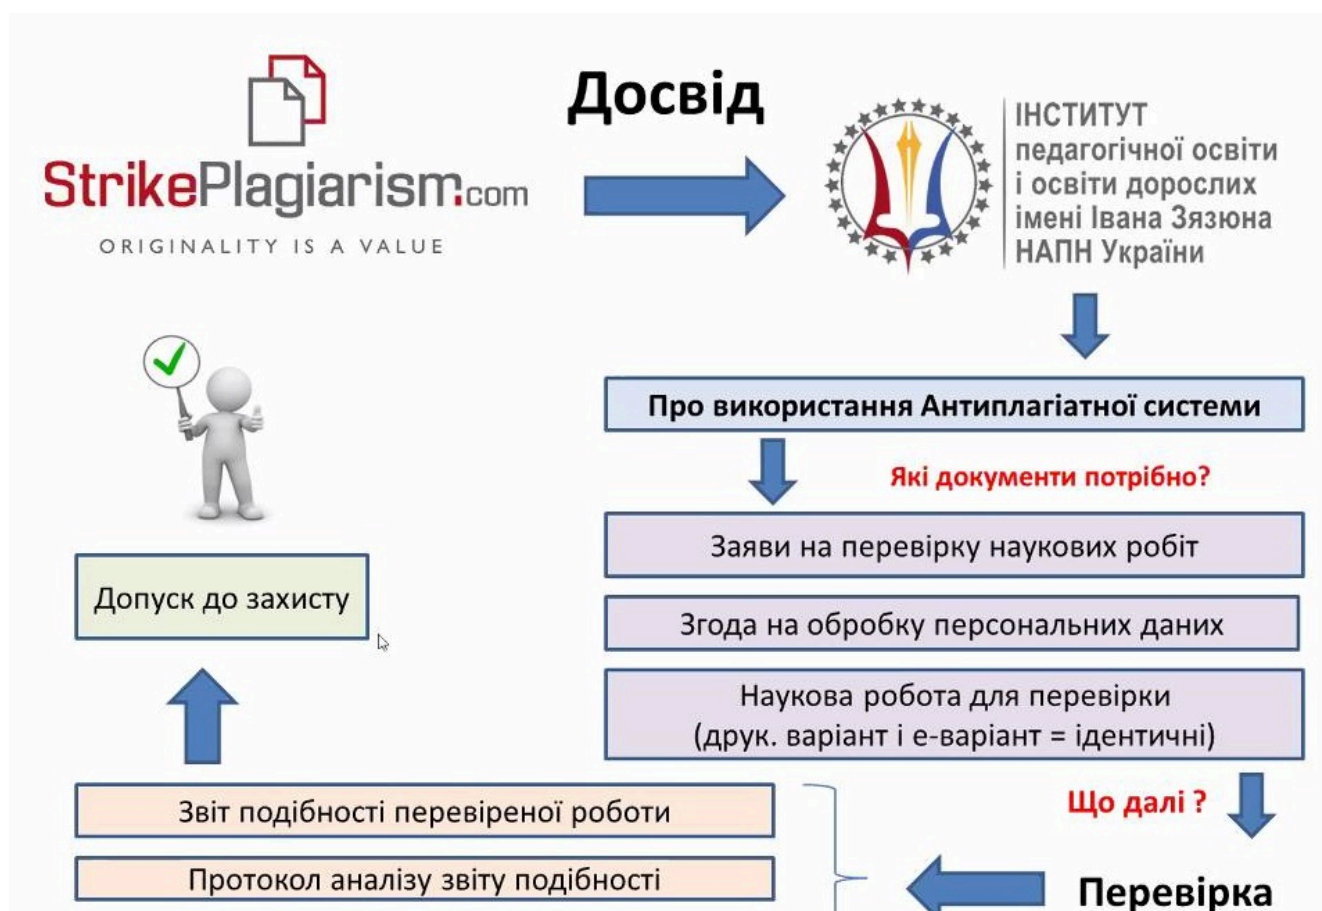 Досвід
StrikePlagiarism.com
ORIGINALITY IS A VALUE
ІНСТИТУТ
педагогічної освіти
і освіти дорослих
імені Івана Зязюна
НАПН України
Про використання Антиплагіатної системи
Які документи потрібно?
Заяви на перевірку наукових робіт
Згода на обробку персональних даних
Наукова робота для перевірки
(друк. варіант і е-варіант = ідентичні)
Що далі ?
Перевірка
Звіт подібності перевіреної роботи
Протокол аналізу звіту подібності
Допуск до захисту